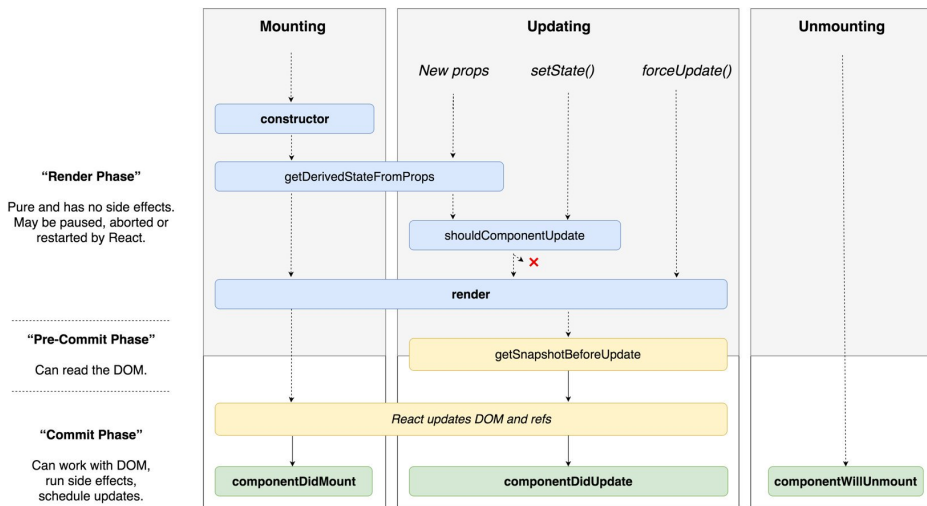 Mounting
Updating
Unmounting
New props
setState()
forceUpdate()
constructor
“Render Phase”
getDerivedStateFromProps
Pure and has no side effects.
May be paused, aborted or
restarted by React.
shouldComponentUpdate
render
“Pre-Commit Phase”
getSnapshotBeforeUpdate
Can read the DOM.
React updates DOM and refs
“Commit Phase”
Can work with DOM,
run side effects,
schedule updates.
componentDidMount
componentDidUpdate
componentWillUnmount